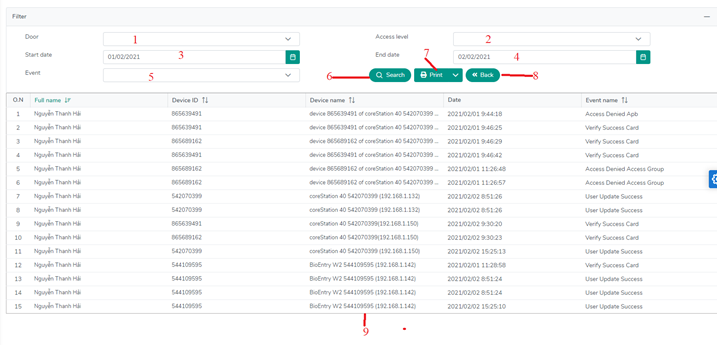 Filter
Door 1 Access level 2
7
Start date 01/02/2021 3 End date 02/02/2021 4
Event 5 6 Search Print Back 8
O.N Full name Device ID Device name Date Event name
1 Nguyễn Thanh Hải 865639491 device 865639491 of coreStation 40 542070399 ... 2021/02/01 9:44:18 Access Denied Apb
2 Nguyễn Thanh Hải 865639491 device 865639491 of coreStation 40 542070399 ... 2021/02/01 9:46:25 Verify Success Card
3 Nguyễn Thanh Hải 865689162 device 865689162 of coreStation 40 542070399 ... 2021/02/01 9:46:29 Verify Success Card
4 Nguyễn Thanh Hải 865639491 device 865639491 of coreStation 40 542070399 ... 2021/02/01 9:46:42 Verify Success Card
5 Nguyễn Thanh Hải 865689162 device 865689162 of coreStation 40 542070399 ... 2021/02/01 11:26:48 Access Denied Access Group
6 Nguyễn Thanh Hải 865689162 device 865689162 of coreStation 40 542070399 ... 2021/02/01 11:26:57 Access Denied Access Group
7 Nguyễn Thanh Hải 542070399 coreStation 40 542070399 (192.168.1.132) 2021/02/02 8:51:26 User Update Success
8 Nguyễn Thanh Hải 542070399 coreStation 40 542070399 (192.168.1.132) 2021/02/02 8:51:26 User Update Success
9 Nguyễn Thanh Hải 865639491 coreStation 40 542070399(192.168.1.150) 2021/02/02 9:30:20 Verify Success Card
10 Nguyễn Thanh Hải 865689162 coreStation 40 542070399(192.168.1.150) 2021/02/02 9:30:23 Verify Success Card
11 Nguyễn Thanh Hải 542070399 coreStation 40 542070399 (192.168.1.150) 2021/02/02 15:25:13 User Update Success
12 Nguyễn Thanh Hải 544109595 BioEntry W2 544109595 (192.168.1.142) 2021/02/01 11:28:58 Verify Success Card
13 Nguyễn Thanh Hải 544109595 BioEntry W2 544109595 (192.168.1.142) 2021/02/02 8:51:24 User Update Success
14 Nguyễn Thanh Hải 544109595 BioEntry W2 544109595 (192.168.1.142) 2021/02/02 8:51:24 User Update Success
15 Nguyễn Thanh Hải 544109595 BioEntry W2 544109595 (192.168.1.142) 2021/02/02 15:25:10 User Update Success
9